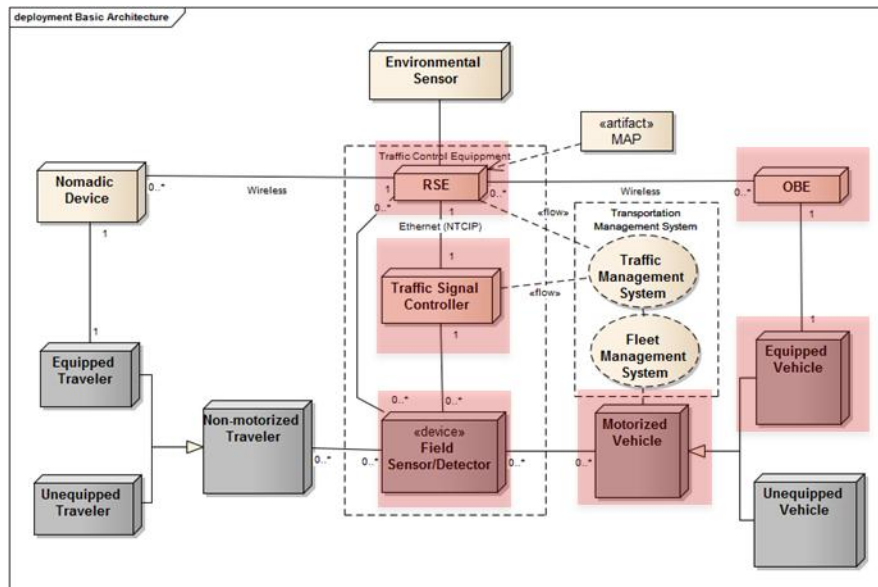 deployment Basic Architecture
Environmental
Sensor
«artifact»
MAP
Traffic Control Equippment
Nomadic
Device
0..*
Wireless
1
RSE
0..*
0..*
Wireless
0..*
OBE
1
1
1
«flow»
Transportation
Management System
Ethernet (NTCIP)
Traffic
Management
System
1
Traffic Signal
Controller
«flow»
1
Fleet
Management
System
1
1
Equipped
Traveler
Equipped
Vehicle
0..*
0..*
Non-motorized
Traveler
«device»
Field
Sensor/Detector
Motorized
Vehicle
0..*
0..*
0..*
0..*
Unequipped
Traveler
Unequipped
Vehicle